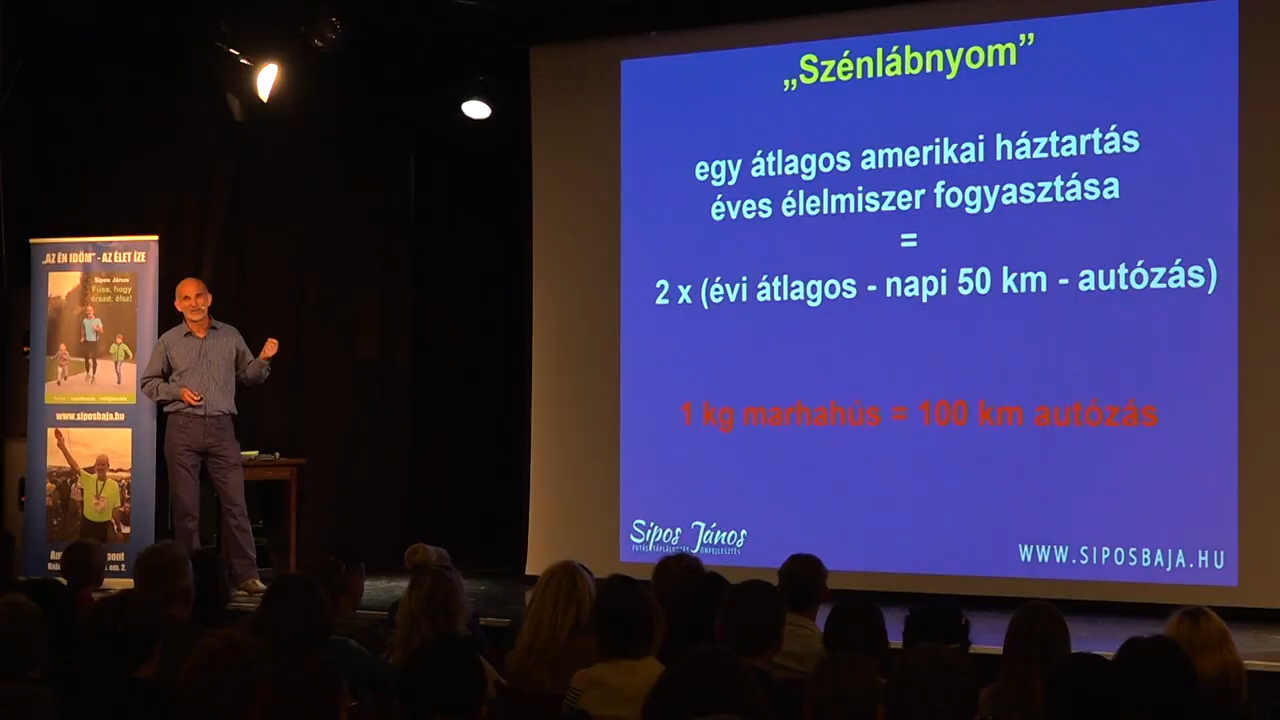 „Szénlábnyom”
egy átlagos amerikai háztartás
éves élelmiszer fogyasztása
=
2 x (évi átlagos - napi 50 km - autózás)
1 kg marhahús = 100 km autózás
Sipos János
WWW.SIPOSBAJA.HU
„AZ ÉN IDŐM” - AZ ÉLET ÍZE
Sipos János
Fuss, hogy
érezd: élsz!
www.siposbaja.hu